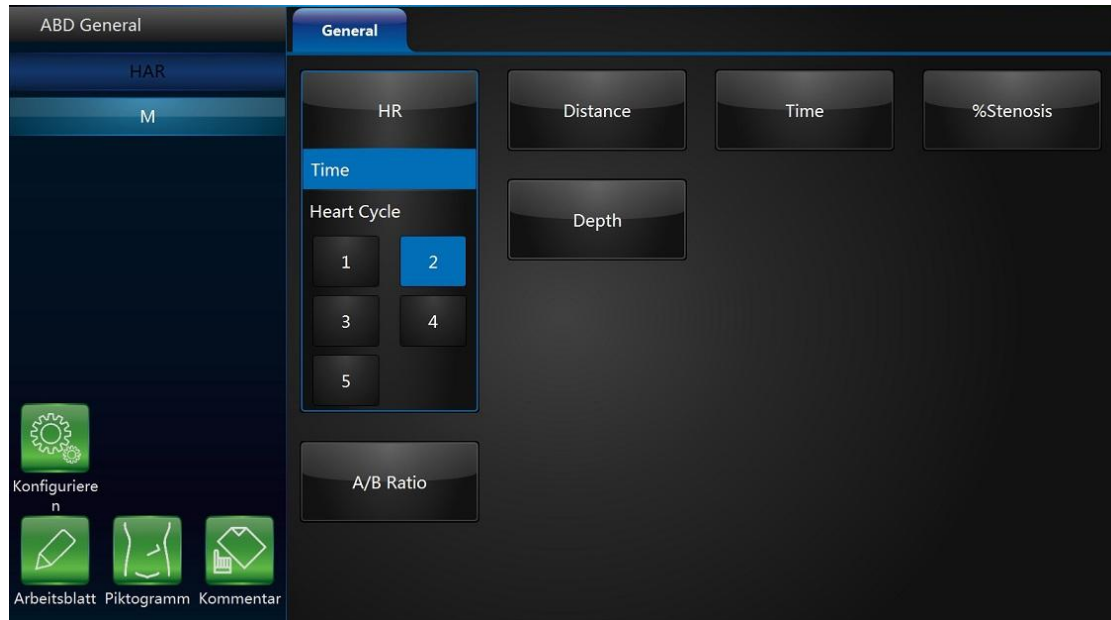 ABD General
HAR
M
Konfiguriere
n
Arbeitsblatt Piktogramm Kommentar
General
HR
Distance
Time
%Stenosis
Time
Heart Cycle
Depth
1 2
3 4
5
A/B Ratio